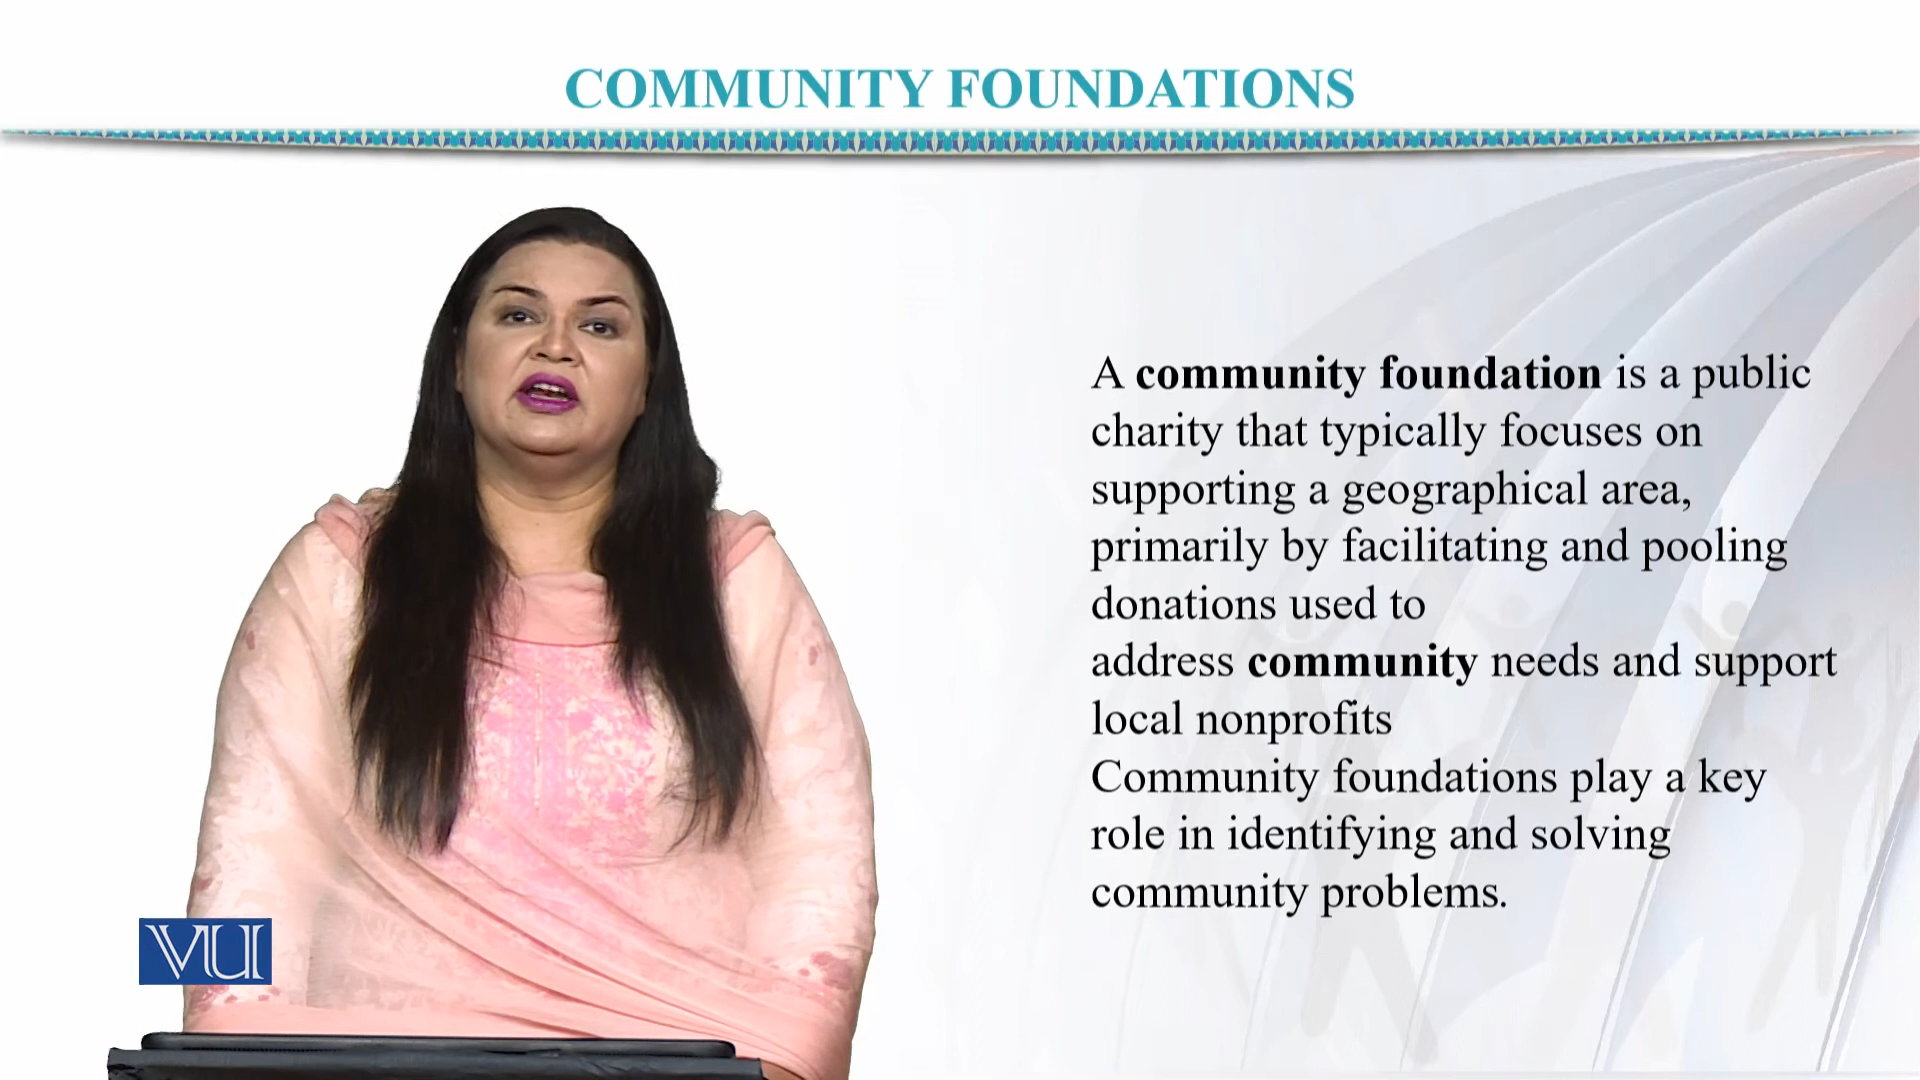 COMMUNITY FOUNDATIONS
A community foundation is a public
charity that typically focuses on
supporting a geographical area,
primarily by facilitating and pooling
donations used to
address community needs and support
local nonprofits
Community foundations play a key
role in identifying and solving
community problems.
VU